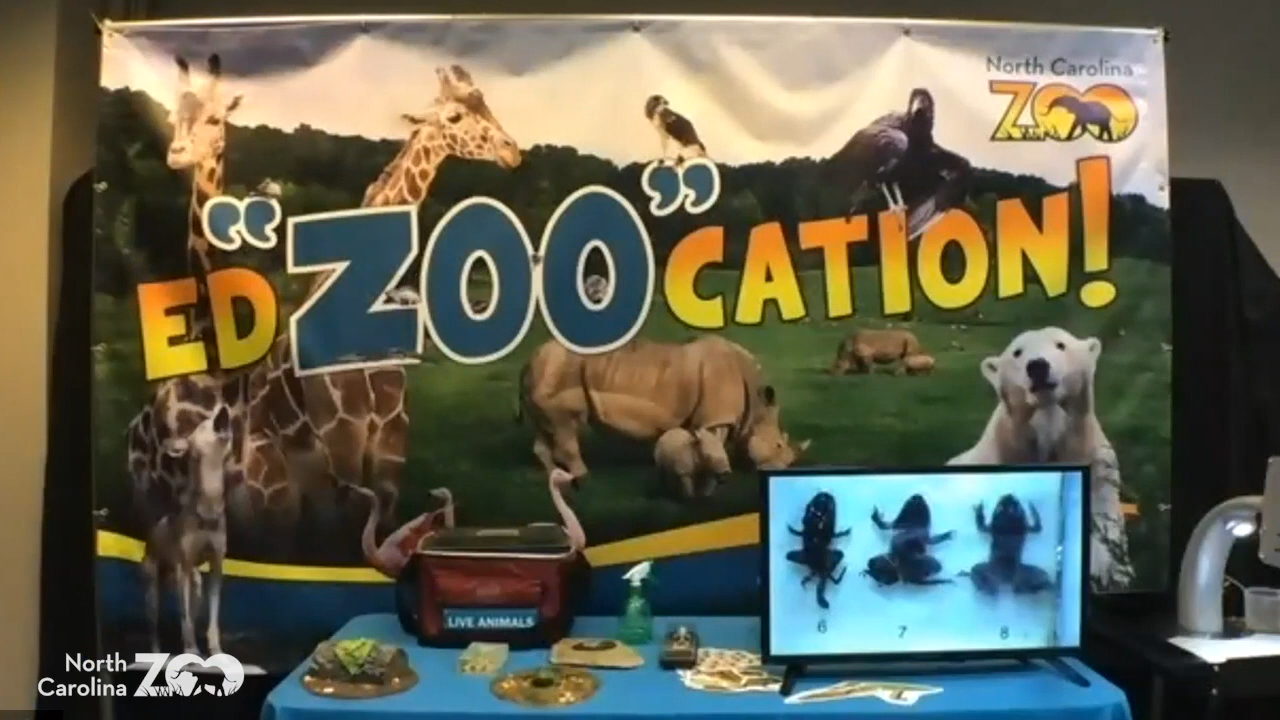 North Carolina
ZOO
ED"ZOO"CATION!
LIVE ANIMALS
6 7 8
North
Carolina ZOO